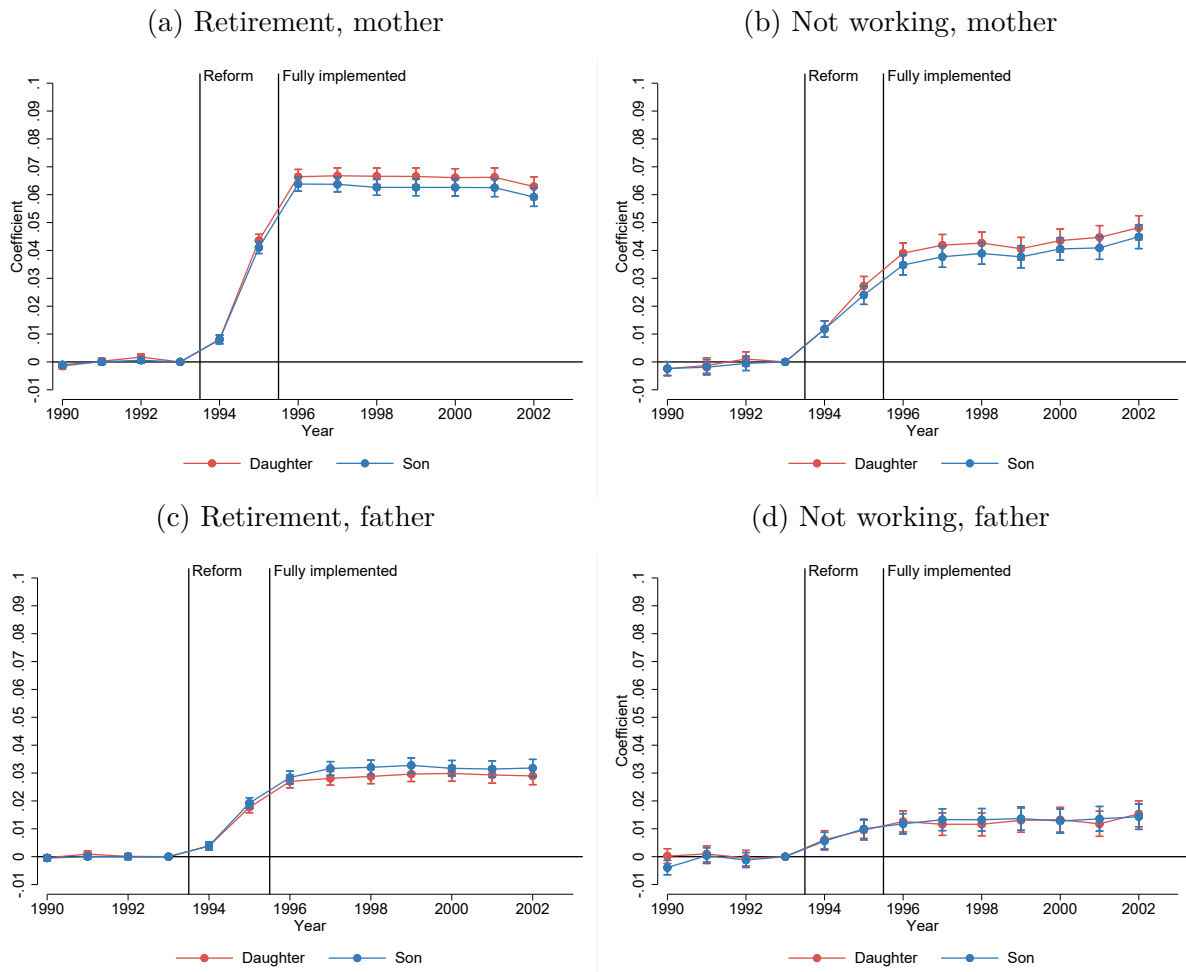 (a) Retirement, mother
Reform
Fully implemented
Coefficient
.1
.09
.08
.07
.06
.05
.04
.03
.02
.01
0
-.01
1990 1992 1994 1996 1998 2000 2002
Year
Daughter Son
(b) Not working, mother
Reform
Fully implemented
Coefficient
.1
.09
.08
.07
.06
.05
.04
.03
.02
.01
0
-.01
1990 1992 1994 1996 1998 2000 2002
Year
Daughter Son
(c) Retirement, father
Reform
Fully implemented
.1
.09
.08
.07
.06
.05
.04
.03
.02
.01
0
-.01
1990 1992 1994 1996 1998 2000 2002
Year
Daughter Son
(d) Not working, father
Reform
Fully implemented
Coefficient
.1
.09
.08
.07
.06
.05
.04
.03
.02
.01
0
-.01
1990 1992 1994 1996 1998 2000 2002
Year
Daughter Son